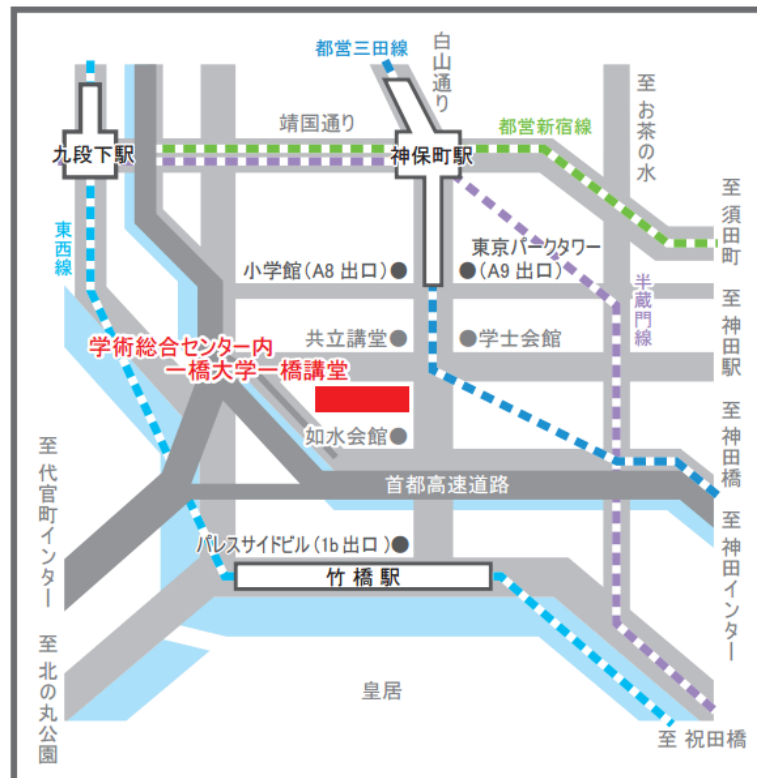 都営三田線
白山通り
至 お茶の水
靖国通り
都営新宿線
九段下駅
神保町駅
至 須田町
東西線
小学館(A8 出口)●
東京パークタワー
●(A9 出口)
半蔵門線
至 神田駅
共立講堂●
●学士会館
学術総合センター内
一橋大学一橋講堂
如水会館●
至 神田橋
至 代官町インター
首都高速道路
至 神田インター
パレスサイドビル(1b 出口)●
竹橋駅
至 北の丸公園
皇居
至 祝田橋